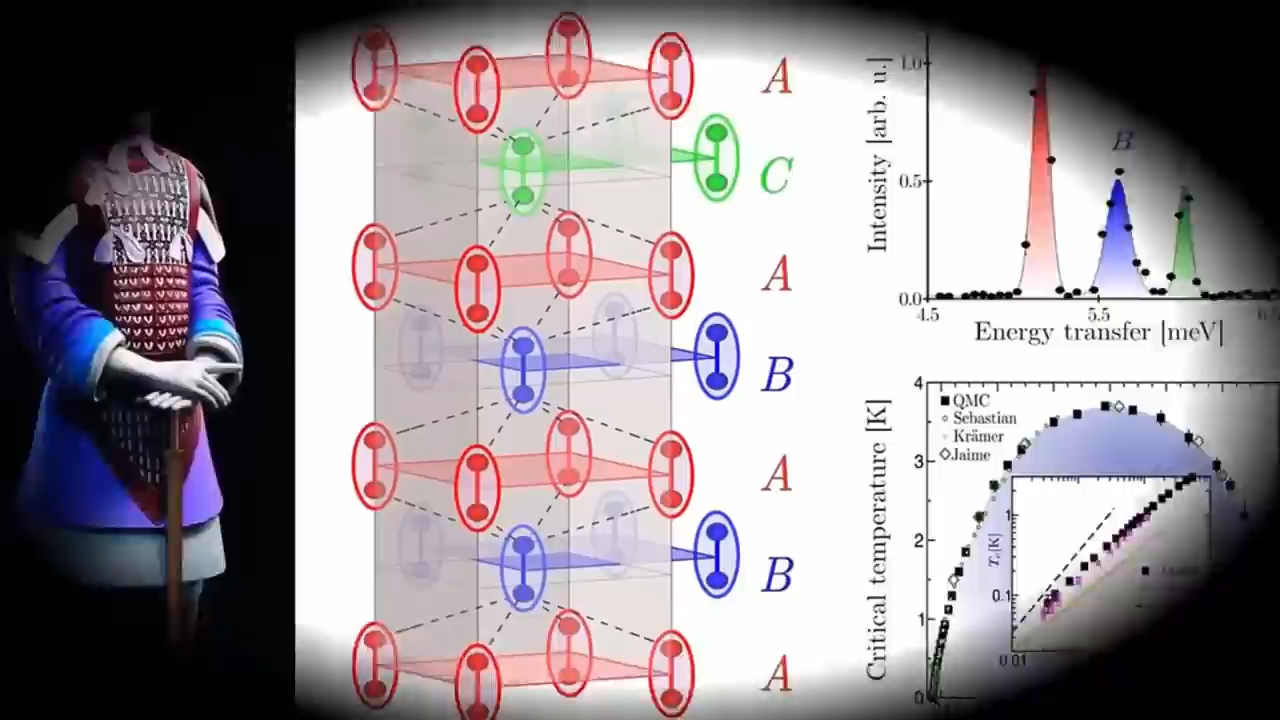 A
C
A
B
A
B
A
Intensity [arb. u.]
1.0
0.5
0.0
B
4.5
5.5
Energy transfer [meV]
Critical temperature [K]
4
3
2
1
0
QMC
Sebastian
Krämer
Jaime
T_c [K]
1
0.1
0.01